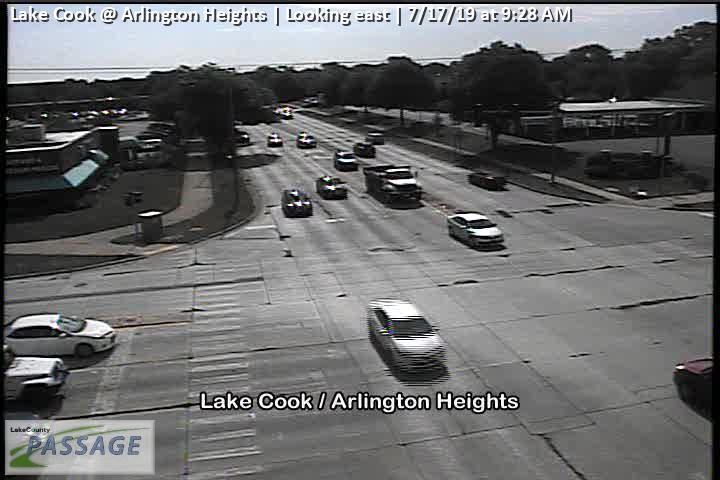 Lake Cook @ Arlington Heights | Looking east | 7/17/19 at 9:28 AM
Lake Cook / Arlington Heights
LakeCounty
PASSAGE